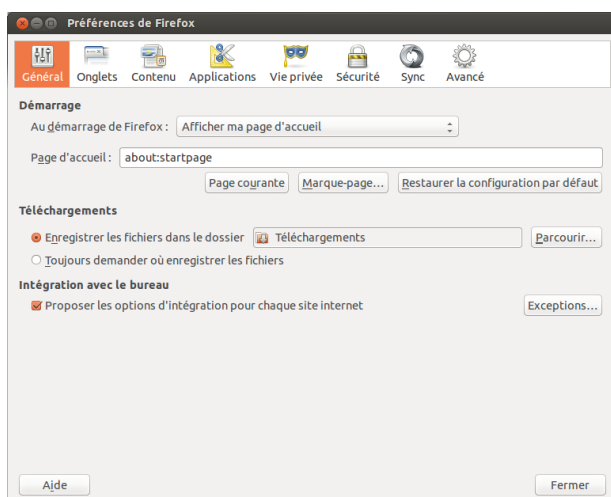 Préférences de Firefox
Général Onglets Contenu Applications Vie privée Sécurité Sync Avancé
Démarrage
Au démarrage de Firefox : Afficher ma page d'accueil
Page d'accueil : about:startpage
Page courante Marque-page... Restaurer la configuration par défaut
Téléchargements
Enregistrer les fichiers dans le dossier Téléchargements Parcourir...
Toujours demander où enregistrer les fichiers
Intégration avec le bureau
Proposer les options d'intégration pour chaque site internet Exceptions...
Aide Fermer